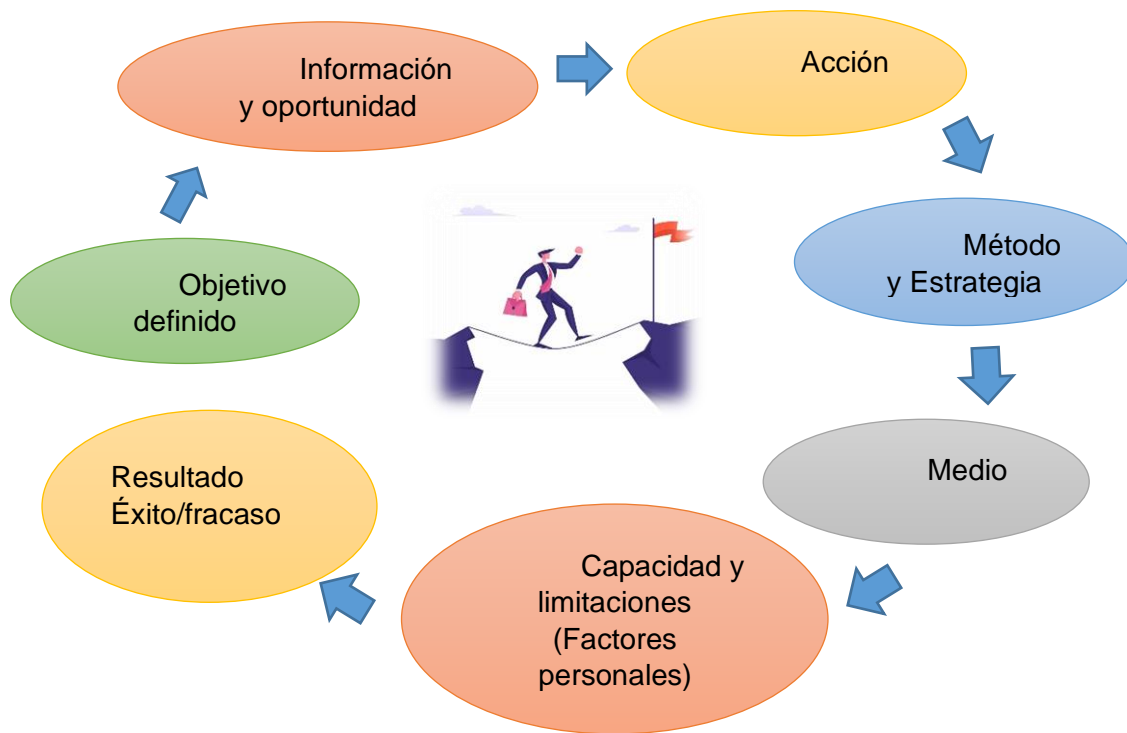 Información
y oportunidad
Acción
Método
y Estrategia
Objetivo
definido
Medio
Resultado
Éxito/fracaso
Capacidad y
limitaciones
(Factores
personales)